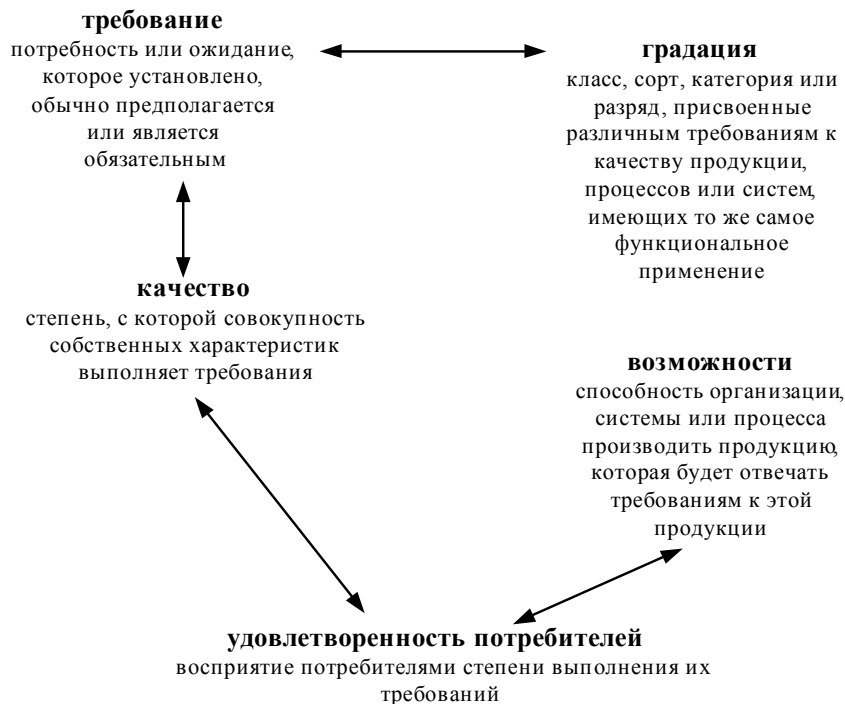 требование
потребность или ожидание,
которое установлено,
обычно предполагается
или является
обязательным
градация
класс, сорт, категория или
разряд, присвоенные
различным требованиям к
качеству продукции,
процессов или систем,
имеющих то же самое
функциональное
применение
качество
степень, с которой совокупность
собственных характеристик
выполняет требования
возможности
способность организации,
системы или процесса
производить продукцию,
которая будет отвечать
требованиям к этой
продукции
удовлетворенность потребителей
восприятие потребителями степени выполнения их
требований